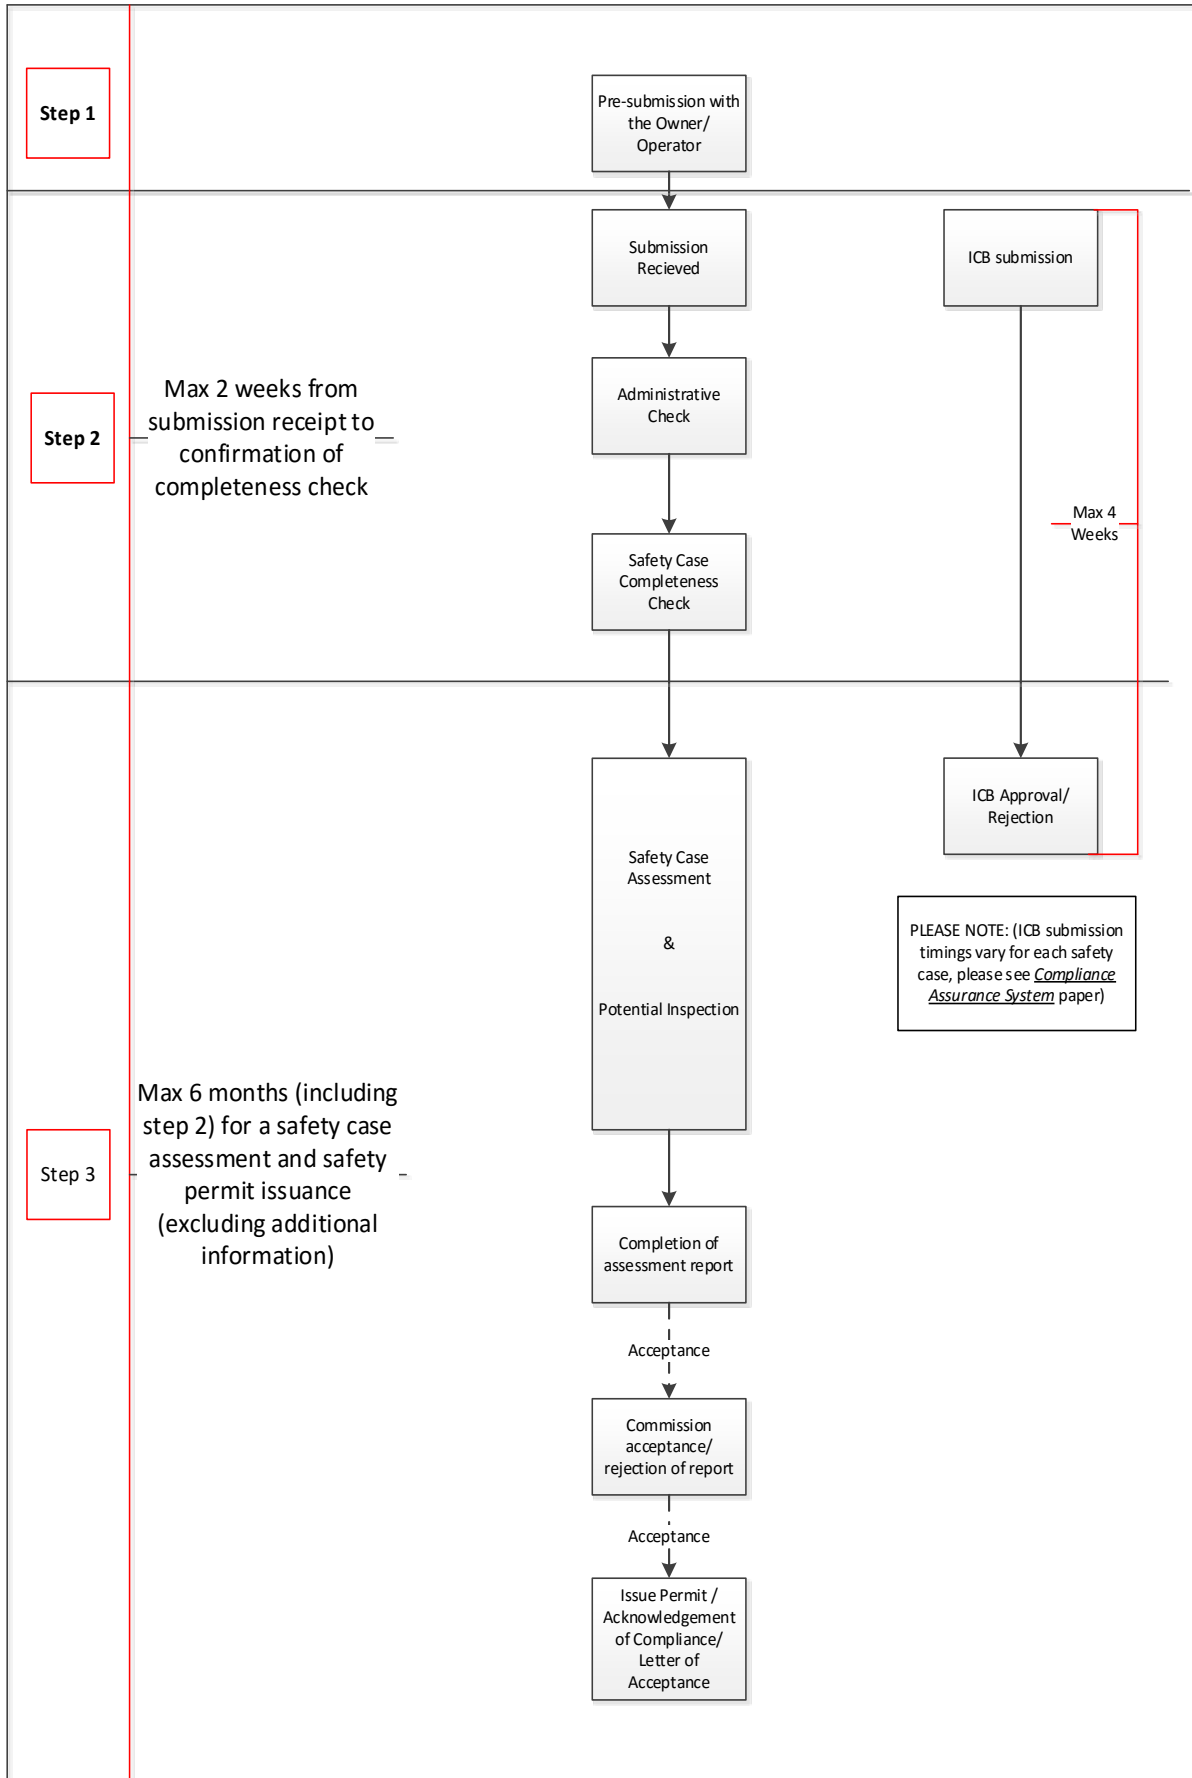 Step 1
Pre-submission with
the Owner/
Operator
Submission
Recieved
ICB submission
Administrative
Check
Step 2
Max 2 weeks from
submission receipt to
confirmation of
completeness check
Max 4
Weeks
Safety Case
Completeness
Check
Safety Case
Assessment
&
Potential Inspection
ICB Approval/
Rejection
PLEASE NOTE: (ICB submission
timings vary for each safety
case, please see Compliance
Assurance System paper)
Step 3
Max 6 months (including
step 2) for a safety case
assessment and safety
permit issuance
(excluding additional
information)
Completion of
assessment report
Acceptance
Commission
acceptance/
rejection of report
Acceptance
Issue Permit /
Acknowledgement
of Compliance/
Letter of
Acceptance